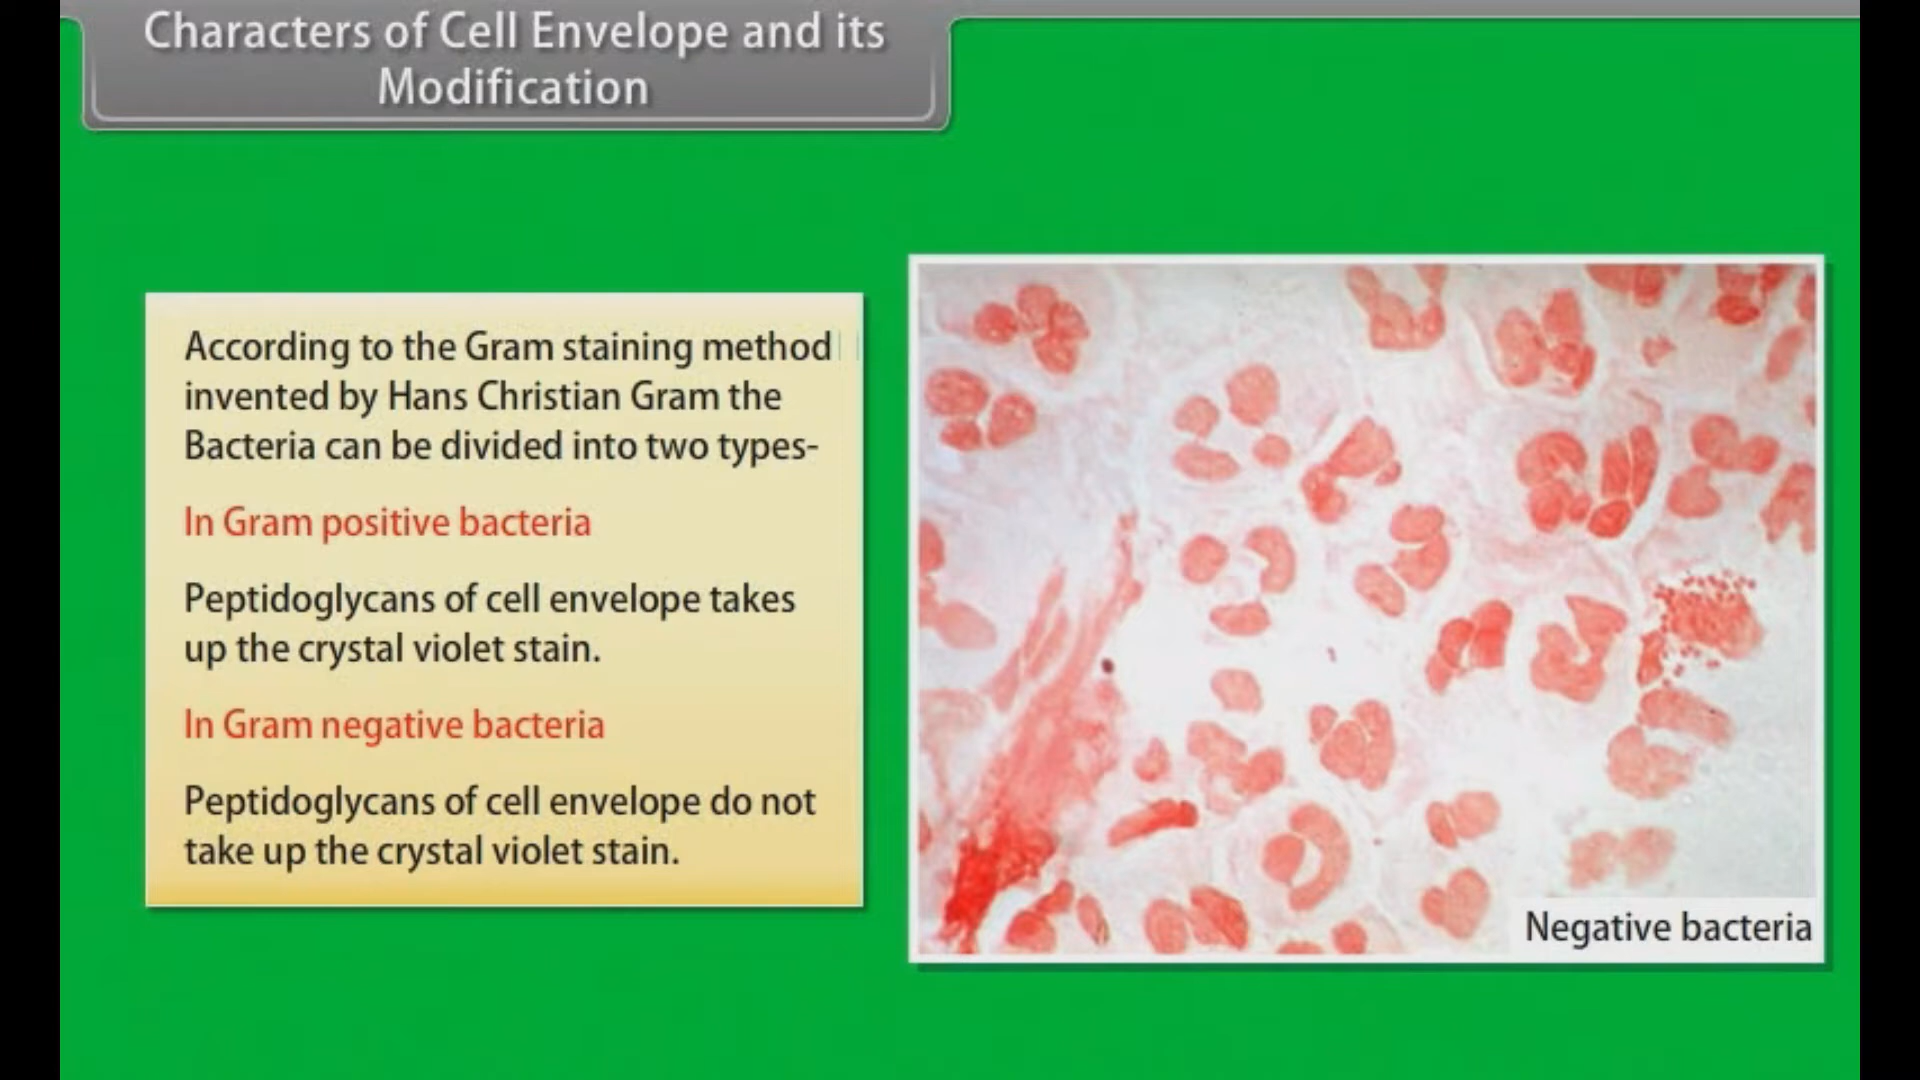 Characters of Cell Envelope and its
Modification
According to the Gram staining method
invented by Hans Christian Gram the
Bacteria can be divided into two types-
In Gram positive bacteria
Peptidoglycans of cell envelope takes
up the crystal violet stain.
In Gram negative bacteria
Peptidoglycans of cell envelope do not
take up the crystal violet stain.
Negative bacteria